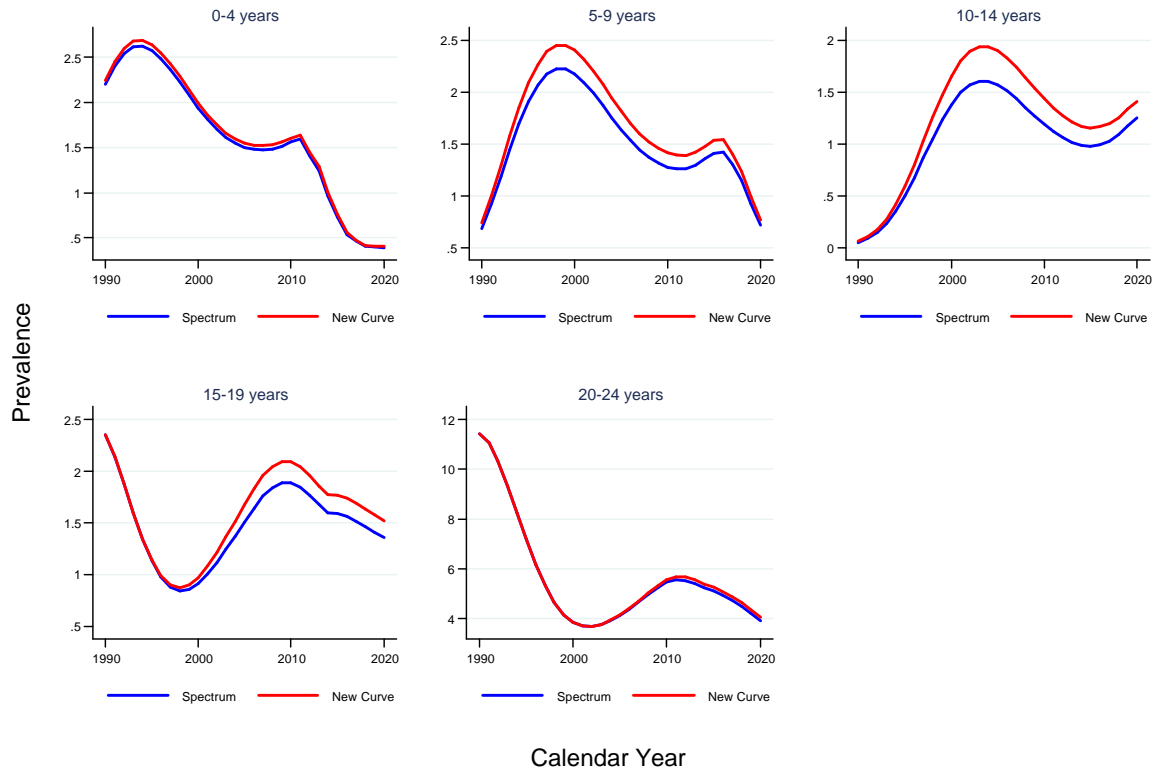 0-4 years
2.5
2
1.5
1
.5
1990 2000 2010 2020
Spectrum New Curve
5-9 years
2.5
2
1.5
1
.5
1990 2000 2010 2020
Spectrum New Curve
10-14 years
2
1.5
1
.5
0
1990 2000 2010 2020
Spectrum New Curve
Prevalence
15-19 years
2.5
2
1.5
1
.5
1990 2000 2010 2020
Spectrum New Curve
20-24 years
12
10
8
6
4
1990 2000 2010 2020
Spectrum New Curve
Calendar Year